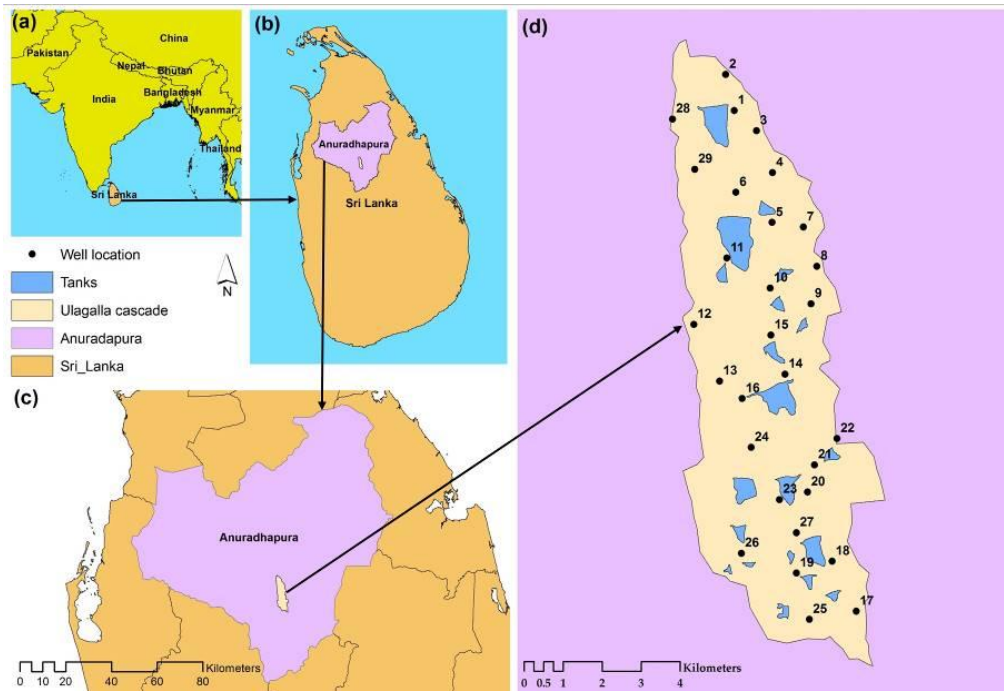 (a)
China
Pakistan
Nepal
Bhutan
Bangladesh
India
Myanmar
Thailand
Sri Lanka
Well location
Tanks
Ulagalla cascade
Anuradapura
Sri_Lanka
N
(b)
Anuradhapura
Sri Lanka
(c)
Anuradhapura
Kilometers
0 10 20 40 60 80
(d)
2
1
28
3
29
4
6
5
7
11
8
10
9
12
15
14
13
16
22
24
21
20
23
27
26
18
19
17
25
Kilometers
0 0.5 1 2 3 4